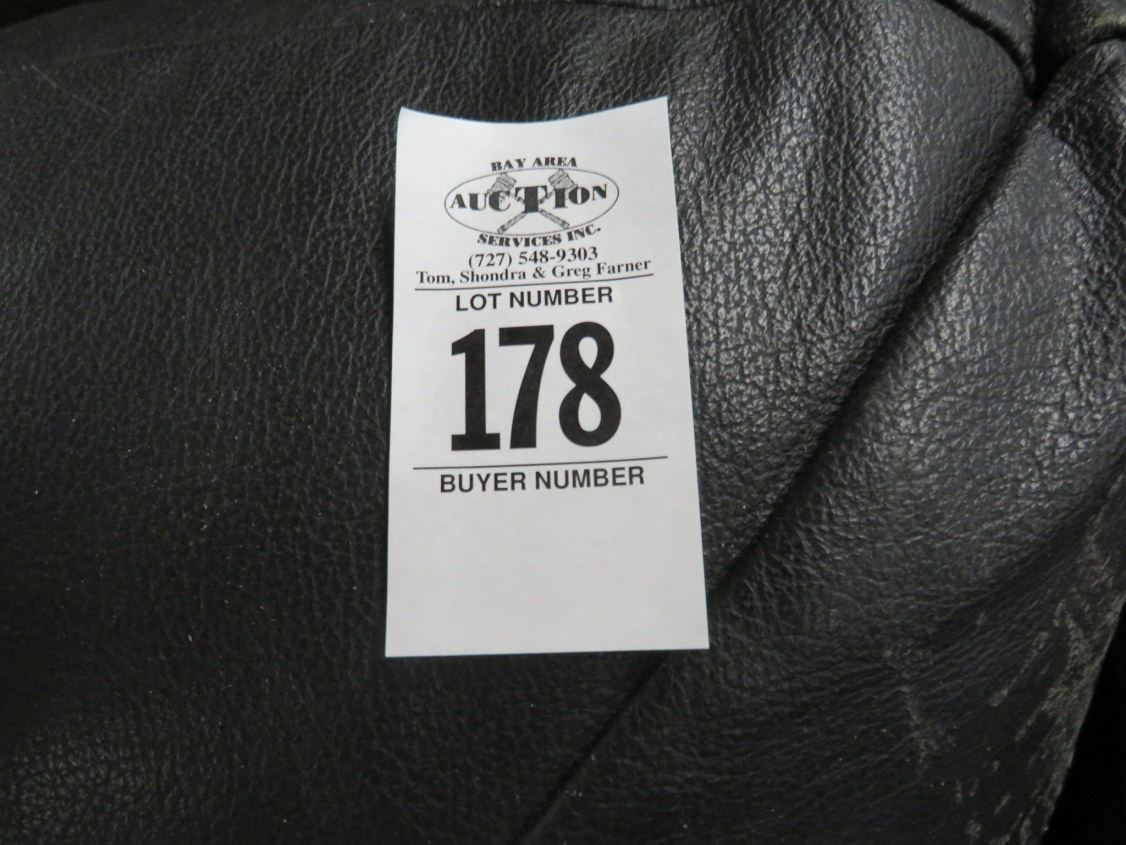 BAY AREA
AUCTION
SERVICES INC.
(727) 548-9303
Tom, Shondra & Greg Farner
LOT NUMBER
178
BUYER NUMBER